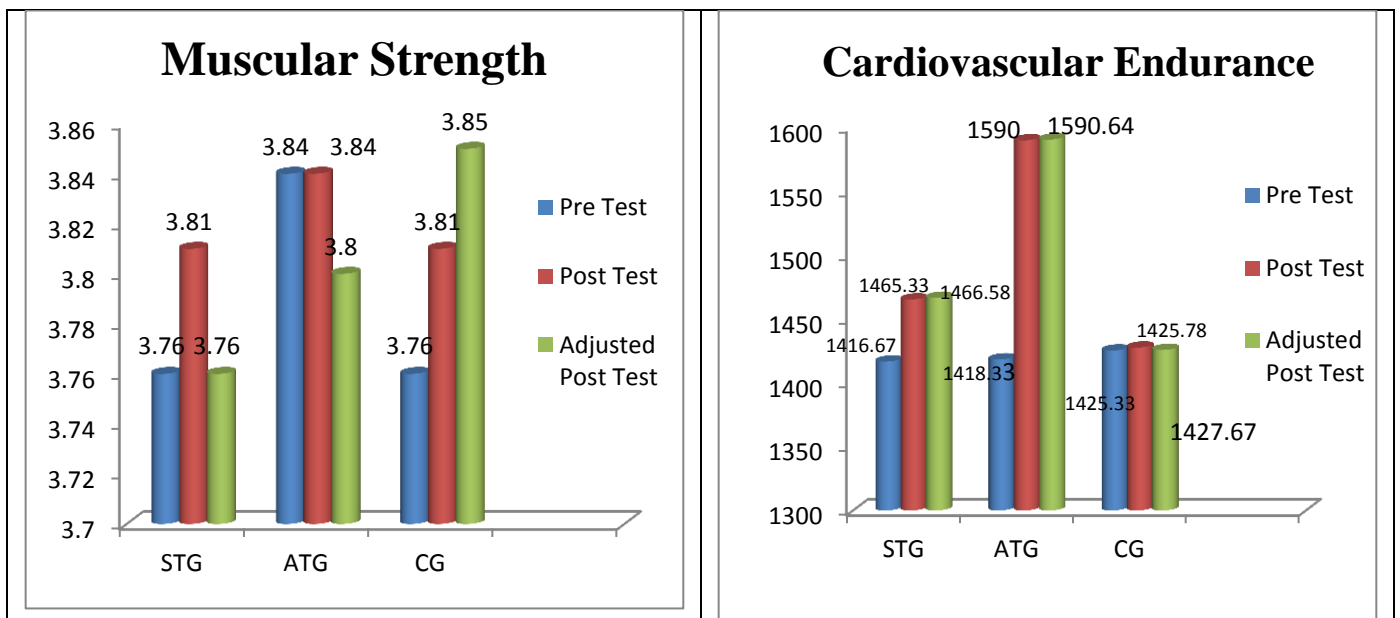 Muscular Strength
3.86
3.84
3.82
3.8
3.78
3.76
3.74
3.72
3.7
3.76
3.81
3.76
3.84
3.84
3.8
3.76
3.81
3.85
STG
ATG
CG
Pre Test
Post Test
Adjusted
Post Test
Cardiovascular Endurance
1600
1550
1500
1450
1400
1350
1300
1416.67
1465.33
1466.58
1418.33
1590
1590.64
1425.33
1425.78
1427.67
STG
ATG
CG
Pre Test
Post Test
Adjusted
Post Test